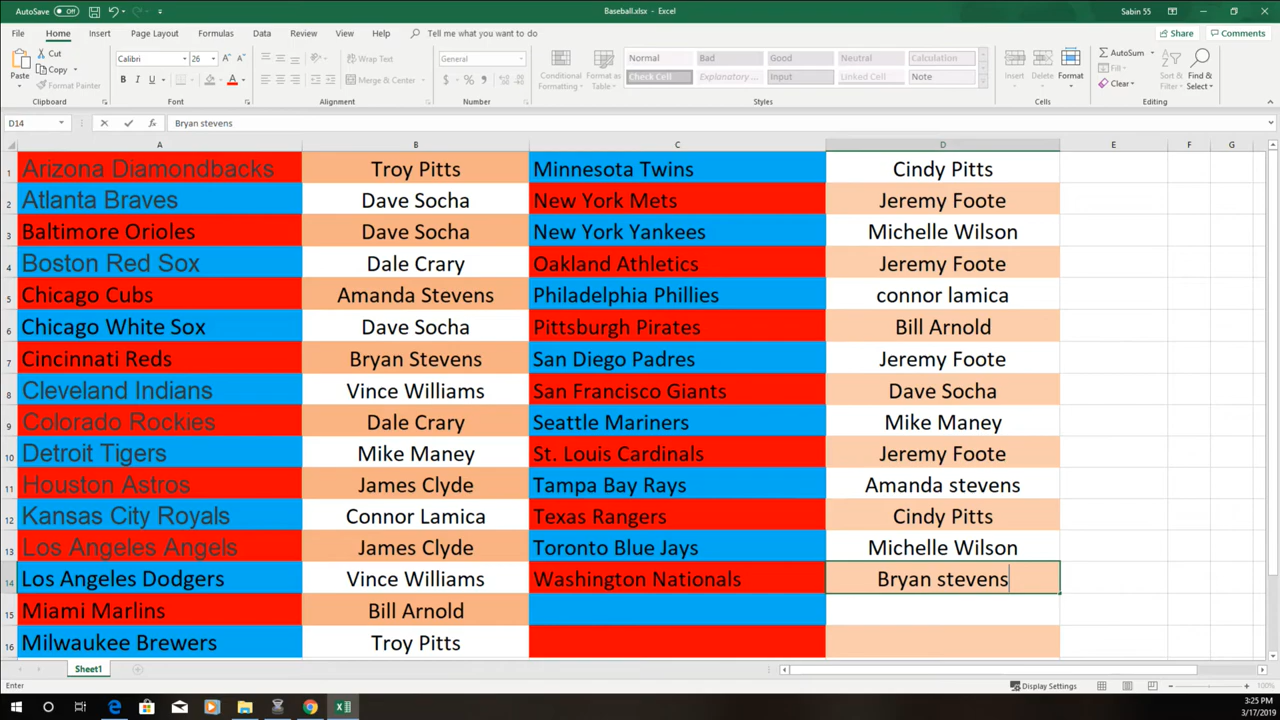 AutoSave Off Baseball.xlsx - Excel Sabin 55
File Home Insert Page Layout Formulas Data Review View Help Tell me what you want to do Share Comments
Paste Cut Copy Format Painter Clipboard
Calibri 26 A A B I U A Font
Wrap Text Merge & Center Alignment
General $ % , Number
Conditional Formatting Format as Table
Normal Bad Good Neutral Calculation
Check Cell Explanatory ... Input Linked Cell Note
Styles
Insert Delete Format Cells
AutoSum Fill Clear Sort & Filter Find & Select Editing
D14 fx Bryan stevens
A B C D E F G
1 Arizona Diamondbacks Troy Pitts Minnesota Twins Cindy Pitts
2 Atlanta Braves Dave Socha New York Mets Jeremy Foote
3 Baltimore Orioles Dave Socha New York Yankees Michelle Wilson
4 Boston Red Sox Dale Crary Oakland Athletics Jeremy Foote
5 Chicago Cubs Amanda Stevens Philadelphia Phillies connor lamica
6 Chicago White Sox Dave Socha Pittsburgh Pirates Bill Arnold
7 Cincinnati Reds Bryan Stevens San Diego Padres Jeremy Foote
8 Cleveland Indians Vince Williams San Francisco Giants Dave Socha
9 Colorado Rockies Dale Crary Seattle Mariners Mike Maney
10 Detroit Tigers Mike Maney St. Louis Cardinals Jeremy Foote
11 Houston Astros James Clyde Tampa Bay Rays Amanda stevens
12 Kansas City Royals Connor Lamica Texas Rangers Cindy Pitts
13 Los Angeles Angels James Clyde Toronto Blue Jays Michelle Wilson
14 Los Angeles Dodgers Vince Williams Washington Nationals Bryan stevens
15 Miami Marlins Bill Arnold
16 Milwaukee Brewers Troy Pitts
Sheet1
Enter Display Settings 100%
3:25 PM
3/17/2019